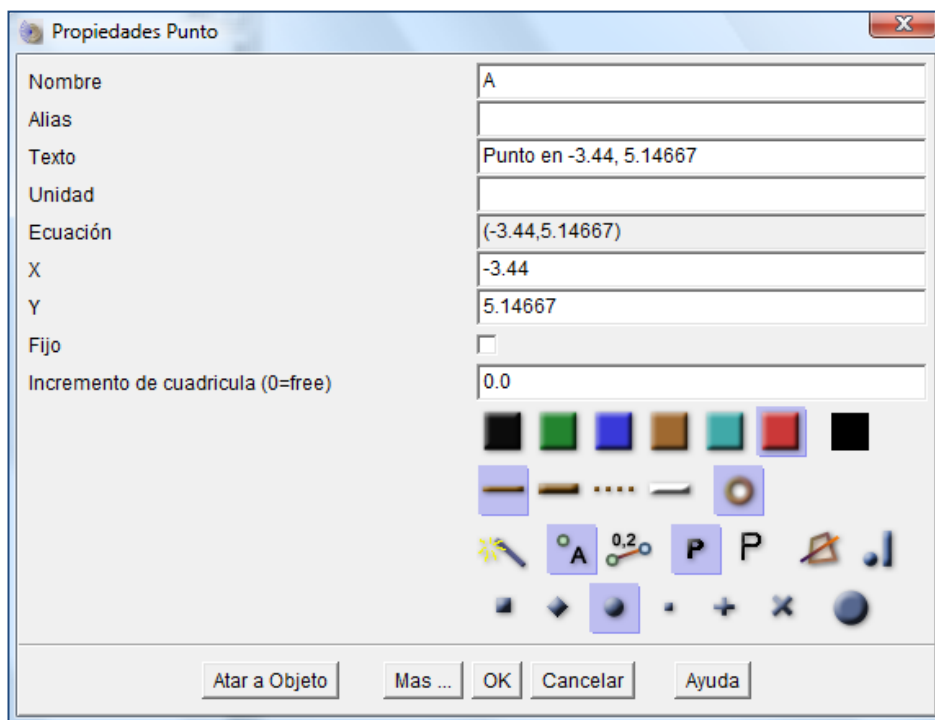 Propiedades Punto
Nombre A
Alias
Texto Punto en -3.44, 5.14667
Unidad
Ecuación (-3.44,5.14667)
X -3.44
Y 5.14667
Fijo
Incremento de cuadricula (0=free) 0.0
A 0,2 P P
Atar a Objeto Mas ... OK Cancelar Ayuda